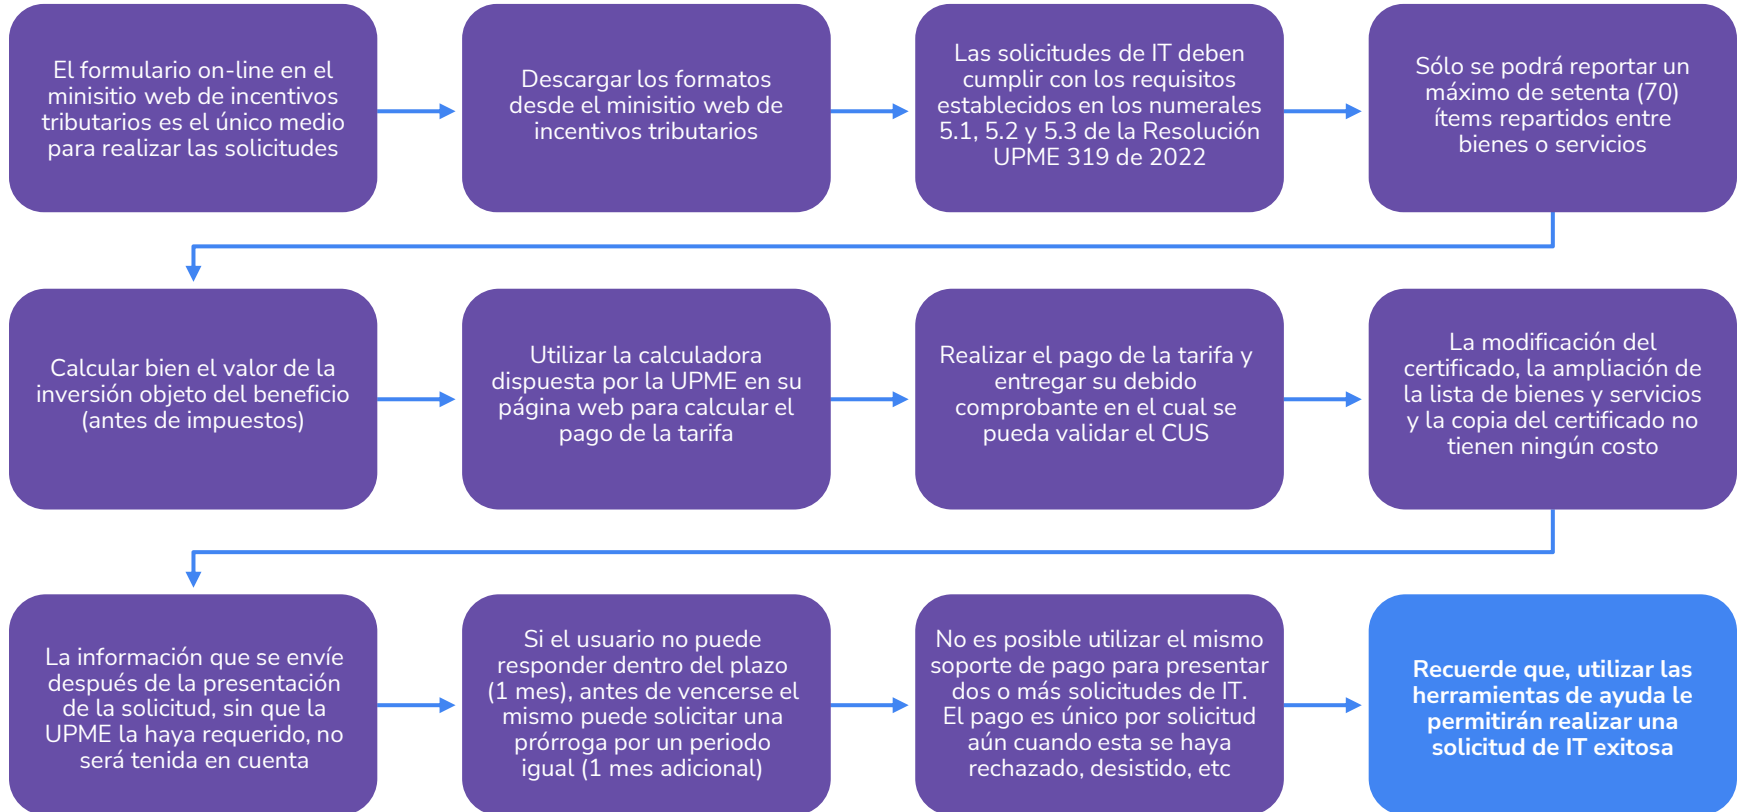 El formulario on-line en el
minisitio web de incentivos
tributarios es el único medio
para realizar las solicitudes
Descargar los formatos
desde el minisitio web de
incentivos tributarios
Las solicitudes de IT deben
cumplir con los requisitos
establecidos en los numerales
5.1, 5.2 y 5.3 de la Resolución
UPME 319 de 2022
Sólo se podrá reportar un
máximo de setenta (70)
ítems repartidos entre
bienes o servicios
Calcular bien el valor de la
inversión objeto del beneficio
(antes de impuestos)
Utilizar la calculadora
dispuesta por la UPME en su
página web para calcular el
pago de la tarifa
Realizar el pago de la tarifa y
entregar su debido
comprobante en el cual se
pueda validar el CUS
La modificación del
certificado, la ampliación de
la lista de bienes y servicios
y la copia del certificado no
tienen ningún costo
La información que se envíe
después de la presentación
de la solicitud, sin que la
UPME la haya requerido, no
será tenida en cuenta
Si el usuario no puede
responder dentro del plazo
(1 mes), antes de vencerse el
mismo puede solicitar una
prórroga por un periodo
igual (1 mes adicional)
No es posible utilizar el mismo
soporte de pago para presentar
dos o más solicitudes de IT.
El pago es único por solicitud
aún cuando esta se haya
rechazado, desistido, etc
Recuerde que, utilizar las
herramientas de ayuda le
permitirán realizar una
solicitud de IT exitosa